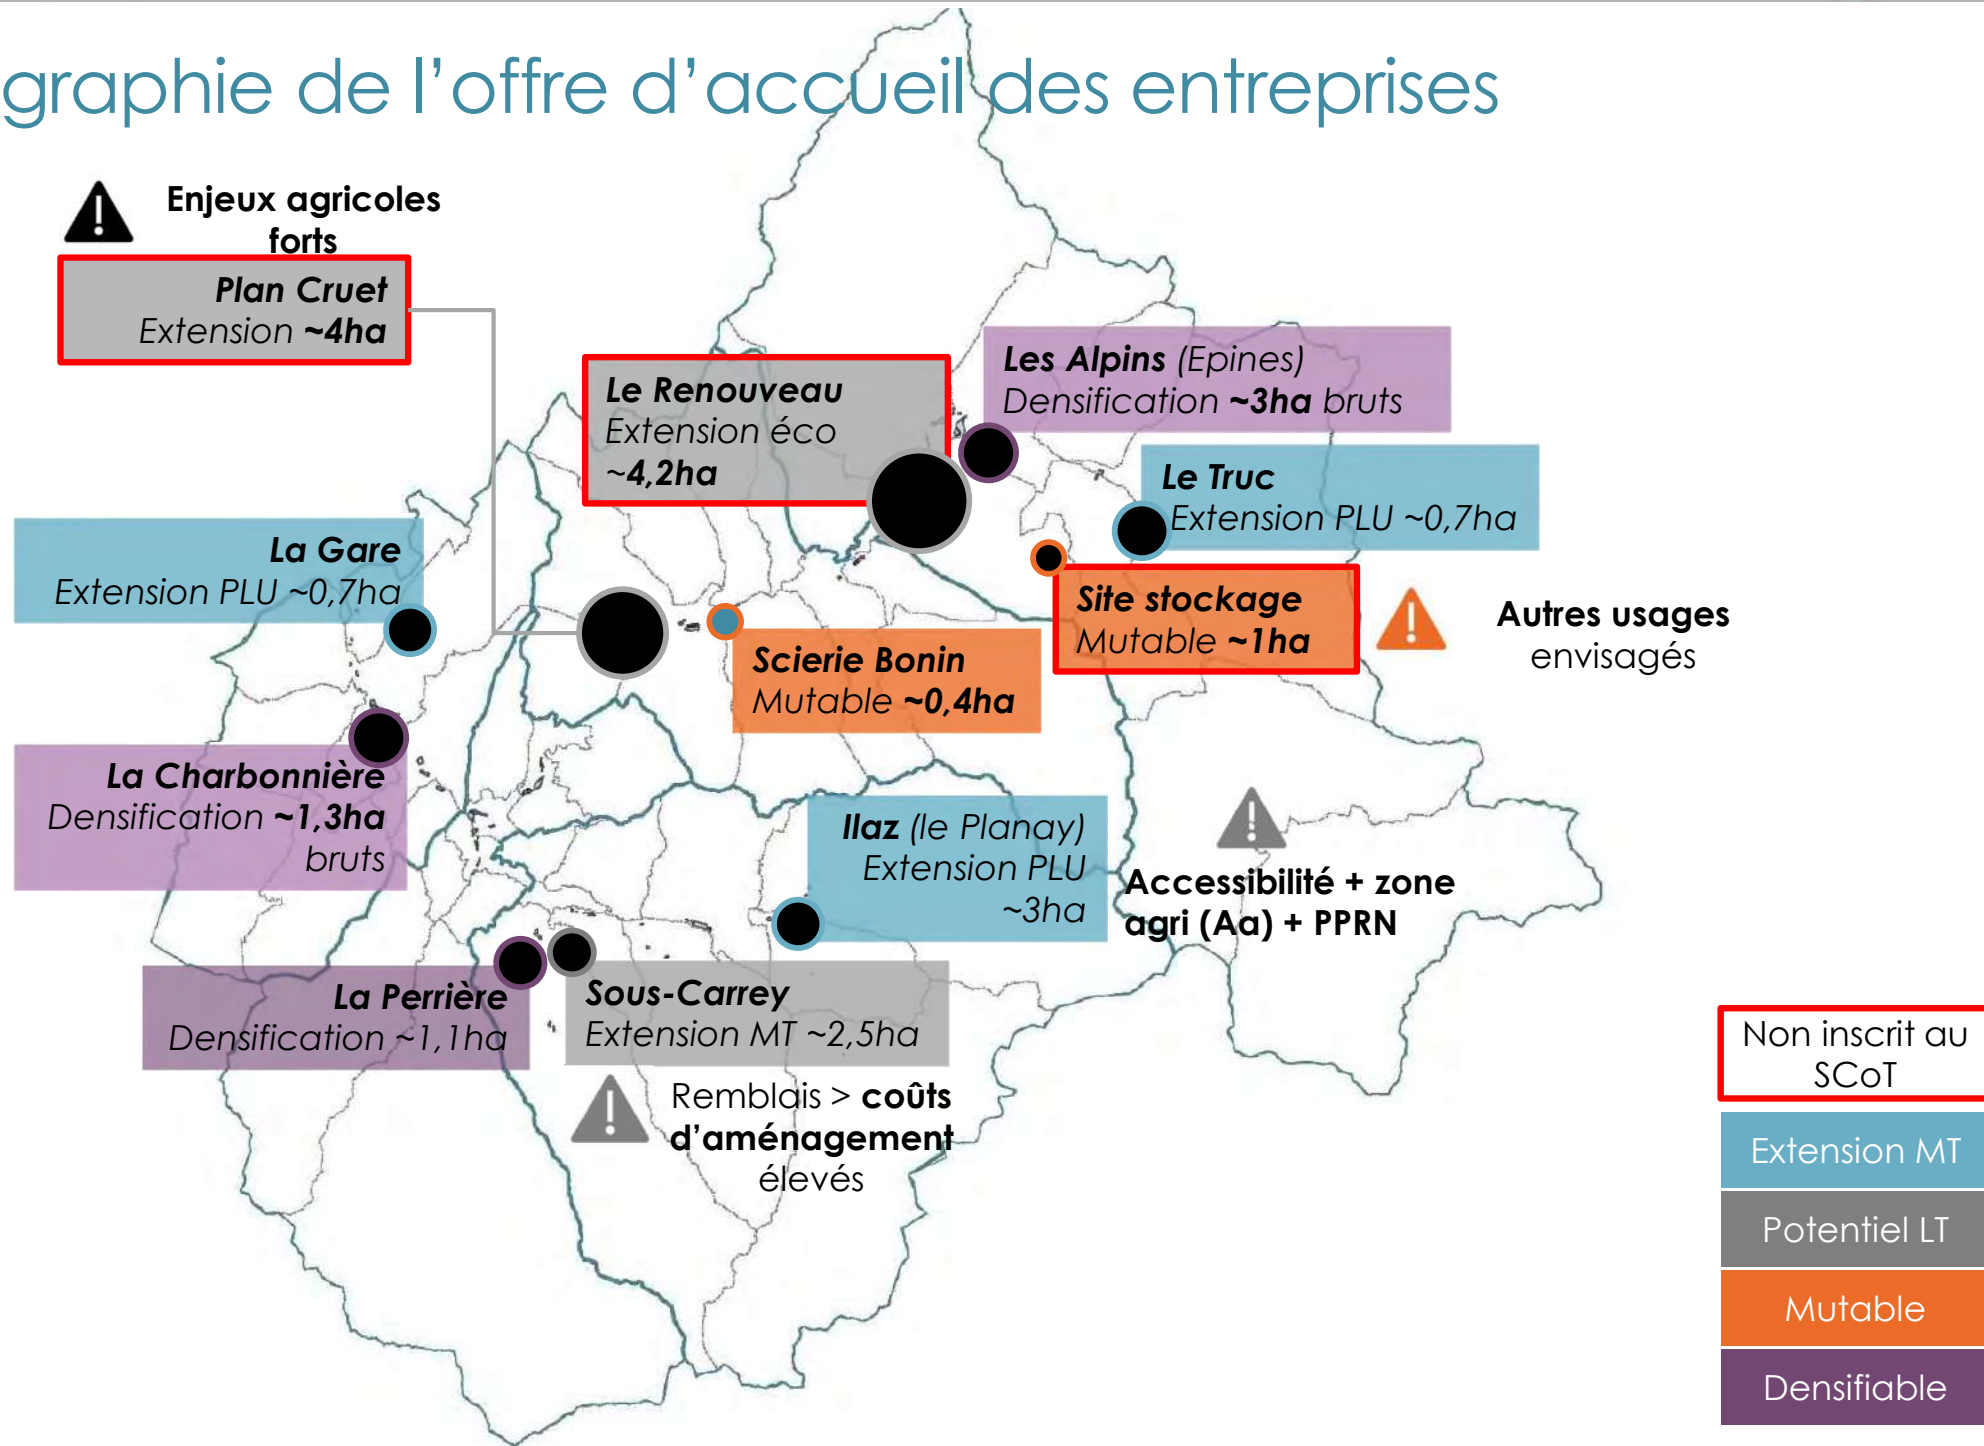 graphie de l’offre d’accueil des entreprises
Enjeux agricoles
forts
Plan Cruet
Extension ~4ha
Le Renouveau
Extension éco
~4,2ha
Les Alpins (Epines)
Densification ~3ha bruts
Le Truc
Extension PLU ~0,7ha
La Gare
Extension PLU ~0,7ha
Site stockage
Mutable ~1ha
Autres usages
envisagés
Scierie Bonin
Mutable ~0,4ha
La Charbonnière
Densification ~1,3ha
bruts
Ilaz (le Planay)
Extension PLU
~3ha
Accessibilité + zone
agri (Aa) + PPRN
La Perrière
Densification ~1,1ha
Sous-Carrey
Extension MT ~2,5ha
Remblais > coûts
d’aménagement
élevés
Non inscrit au
SCoT
Extension MT
Potentiel LT
Mutable
Densifiable